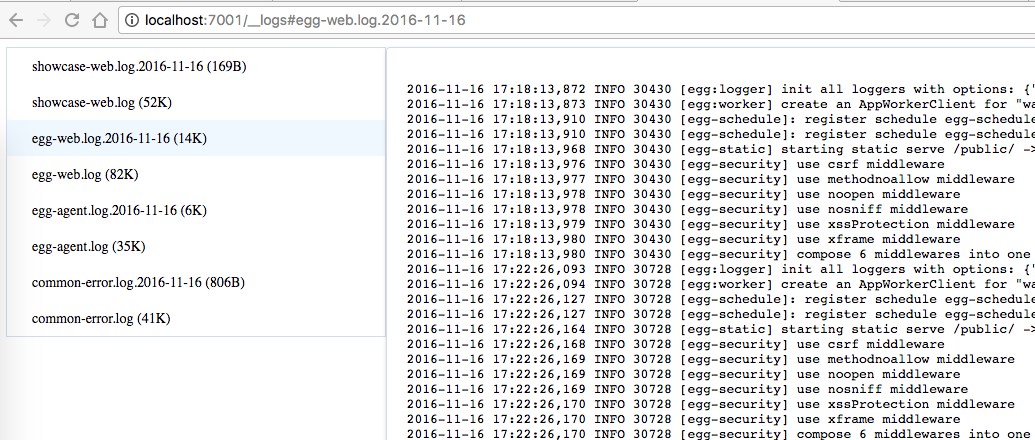 localhost:7001/__logs#egg-web.log.2016-11-16
showcase-web.log.2016-11-16 (169B)
showcase-web.log (52K)
egg-web.log.2016-11-16 (14K)
egg-web.log (82K)
egg-agent.log.2016-11-16 (6K)
egg-agent.log (35K)
common-error.log.2016-11-16 (806B)
common-error.log (41K)
2016-11-16 17:18:13,872 INFO 30430 [egg:logger] init all loggers with options: {"
2016-11-16 17:18:13,873 INFO 30430 [egg:worker] create an AppWorkerClient for "wa
2016-11-16 17:18:13,910 INFO 30430 [egg-schedule]: register schedule egg-schedule
2016-11-16 17:18:13,910 INFO 30430 [egg-schedule]: register schedule egg-schedule
2016-11-16 17:18:13,968 INFO 30430 [egg-static] starting static serve /public/ ->
2016-11-16 17:18:13,976 INFO 30430 [egg-security] use csrf middleware
2016-11-16 17:18:13,977 INFO 30430 [egg-security] use methodnoallow middleware
2016-11-16 17:18:13,978 INFO 30430 [egg-security] use noopen middleware
2016-11-16 17:18:13,978 INFO 30430 [egg-security] use nosniff middleware
2016-11-16 17:18:13,979 INFO 30430 [egg-security] use xssProtection middleware
2016-11-16 17:18:13,980 INFO 30430 [egg-security] use xframe middleware
2016-11-16 17:18:13,980 INFO 30430 [egg-security] compose 6 middlewares into one
2016-11-16 17:22:26,093 INFO 30728 [egg:logger] init all loggers with options: {"
2016-11-16 17:22:26,094 INFO 30728 [egg:worker] create an AppWorkerClient for "wa
2016-11-16 17:22:26,127 INFO 30728 [egg-schedule]: register schedule egg-schedule
2016-11-16 17:22:26,127 INFO 30728 [egg-schedule]: register schedule egg-schedule
2016-11-16 17:22:26,164 INFO 30728 [egg-static] starting static serve /public/ ->
2016-11-16 17:22:26,168 INFO 30728 [egg-security] use csrf middleware
2016-11-16 17:22:26,169 INFO 30728 [egg-security] use methodnoallow middleware
2016-11-16 17:22:26,169 INFO 30728 [egg-security] use noopen middleware
2016-11-16 17:22:26,169 INFO 30728 [egg-security] use nosniff middleware
2016-11-16 17:22:26,170 INFO 30728 [egg-security] use xssProtection middleware
2016-11-16 17:22:26,170 INFO 30728 [egg-security] use xframe middleware
2016-11-16 17:22:26,170 INFO 30728 [egg-security] compose 6 middlewares into one